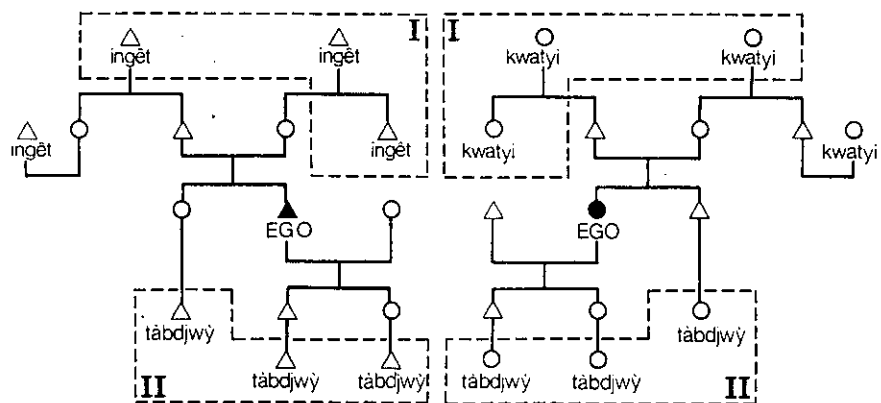 I I
ingêt ingêt kwatyi kwatyi
ingêt ingêt kwatyi kwatyi
EGO EGO
tàbdjwỳ tàbdjwỳ
tàbdjwỳ tàbdjwỳ tàbdjwỳ tàbdjwỳ
II II